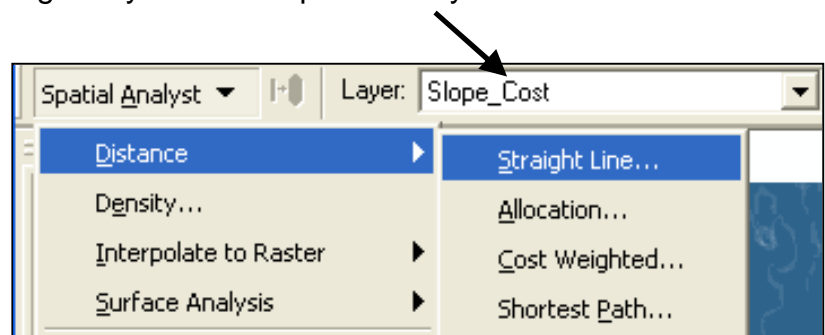 Spatial Analyst Layer: Slope_Cost
Distance Straight Line...
Density... Allocation...
Interpolate to Raster Cost Weighted...
Surface Analysis Shortest Path...